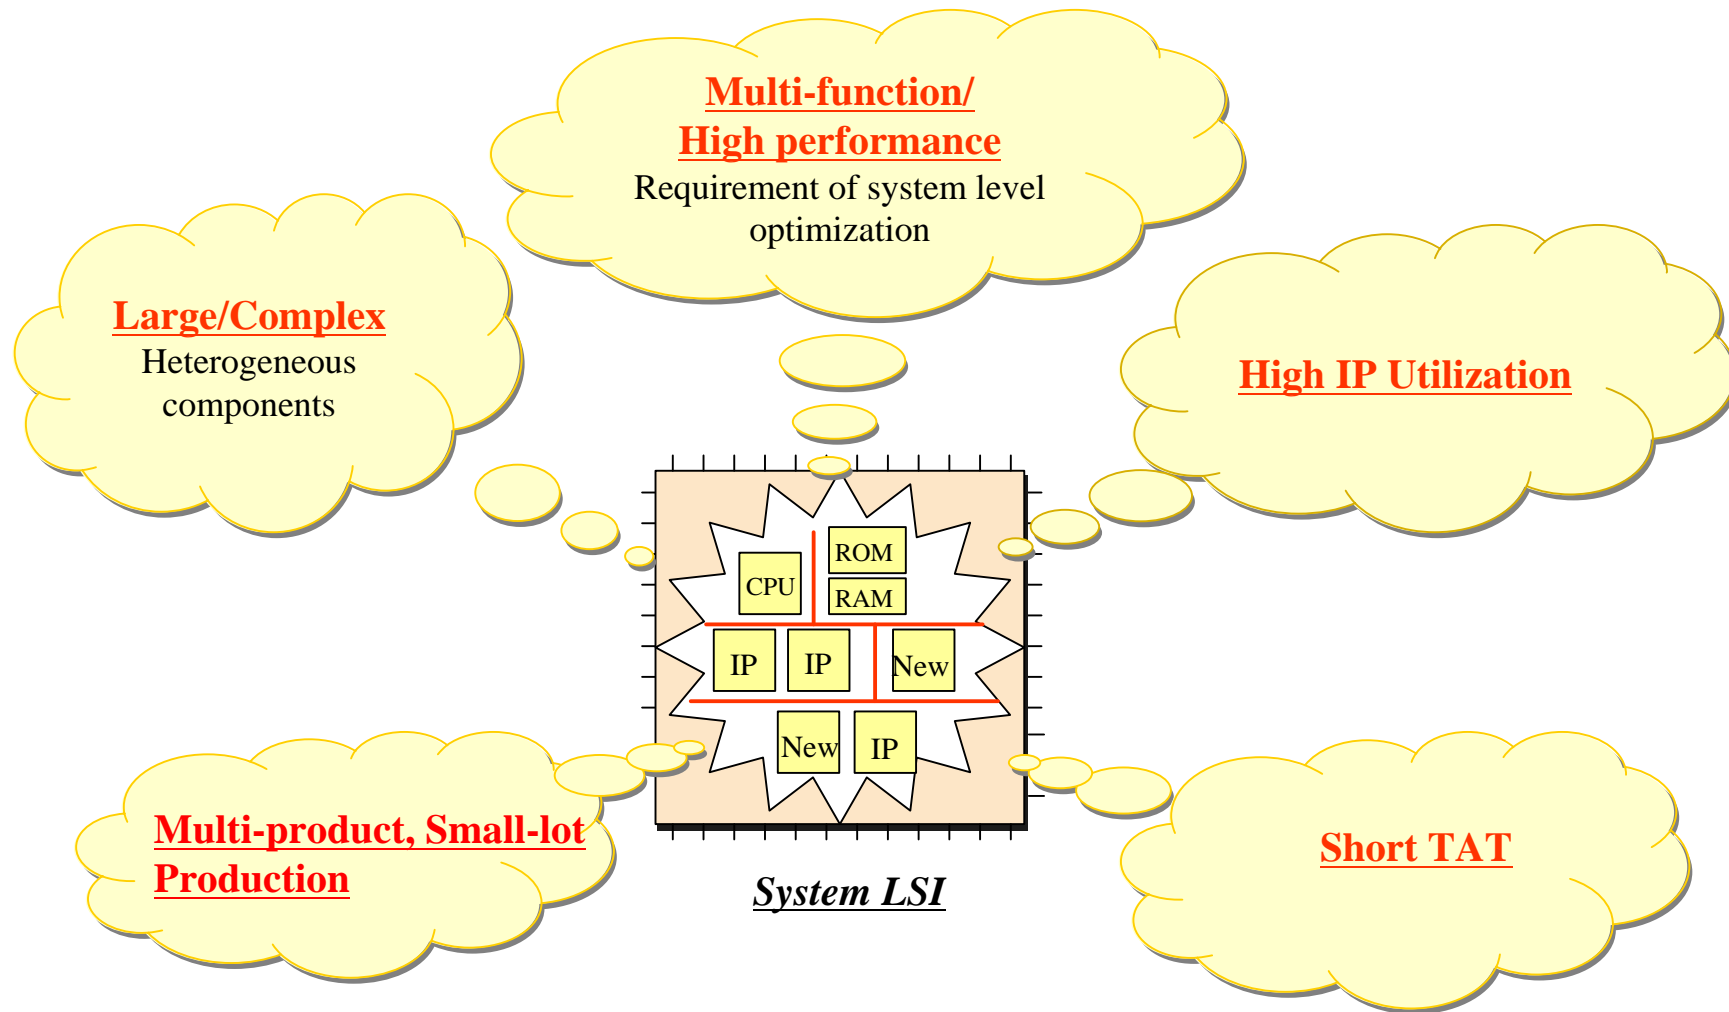 Multi-function/
High performance
Requirement of system level
optimization
Large/Complex
Heterogeneous
components
High IP Utilization
CPU
ROM
RAM
IP
IP
New
New
IP
Multi-product, Small-lot
Production
Short TAT
System LSI